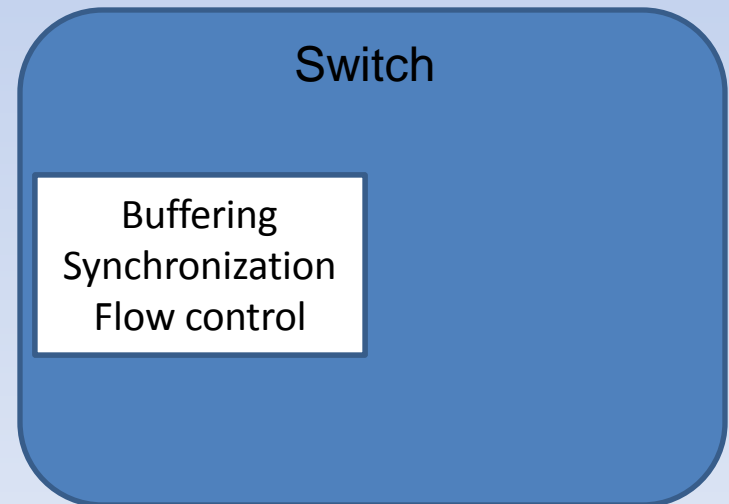 Switch
Buffering
Synchronization
Flow control